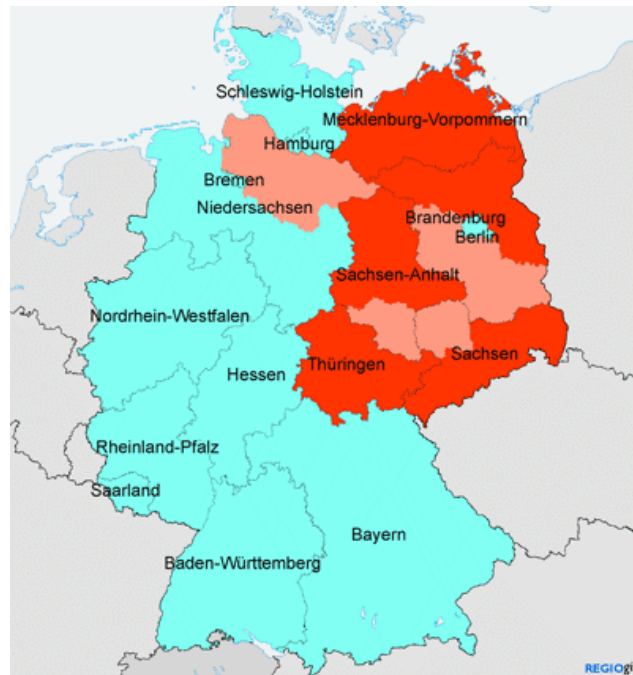 Schleswig-Holstein
Mecklenburg-Vorpommern
Hamburg
Bremen
Niedersachsen
Brandenburg
Berlin
Sachsen-Anhalt
Nordrhein-Westfalen
Sachsen
Thüringen
Hessen
Rheinland-Pfalz
Saarland
Bayern
Baden-Württemberg
REGIOgi